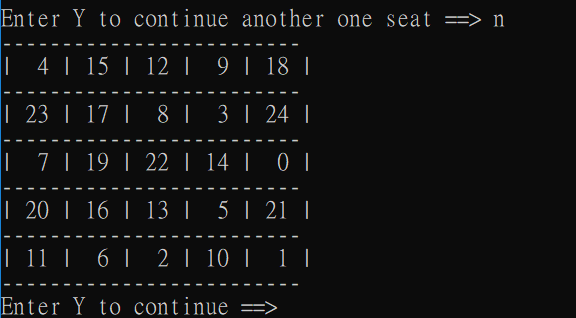 Enter Y to continue another one seat ==> n
-------------------------
|  4 | 15 | 12 |  9 | 18 |
-------------------------
| 23 | 17 |  8 |  3 | 24 |
-------------------------
|  7 | 19 | 22 | 14 |  0 |
-------------------------
| 20 | 16 | 13 |  5 | 21 |
-------------------------
| 11 |  6 |  2 | 10 |  1 |
-------------------------
Enter Y to continue ==>